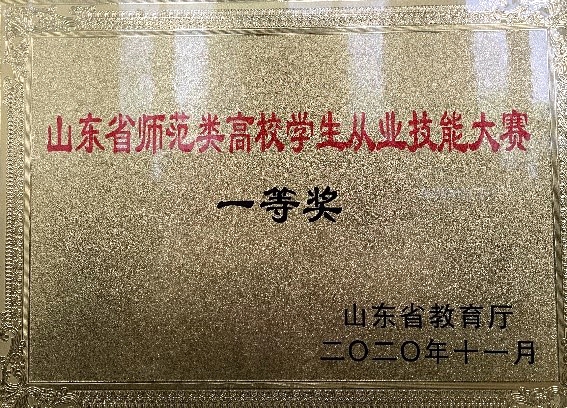 山东省师范类高校学生从业技能大赛
一等奖
山东省教育厅
二〇二〇年十一月